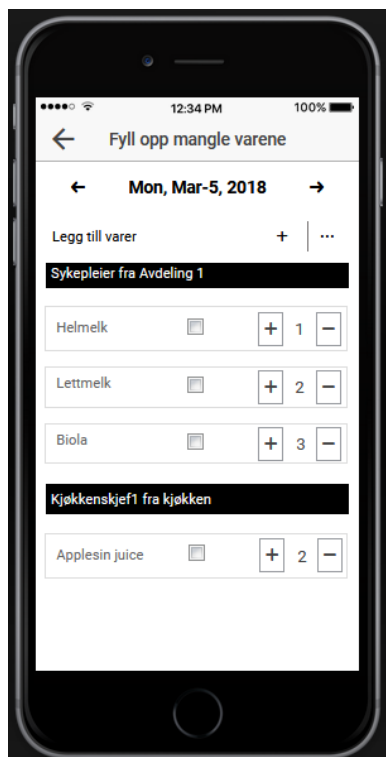 12:34 PM 100%
Fyll opp mangle varene
Mon, Mar-5, 2018
Legg till varer + ...
Sykepleier fra Avdeling 1
Helmelk + 1 −
Lettmelk + 2 −
Biola + 3 −
Kjøkkenskjef1 fra kjøkken
Applesin juice + 2 −